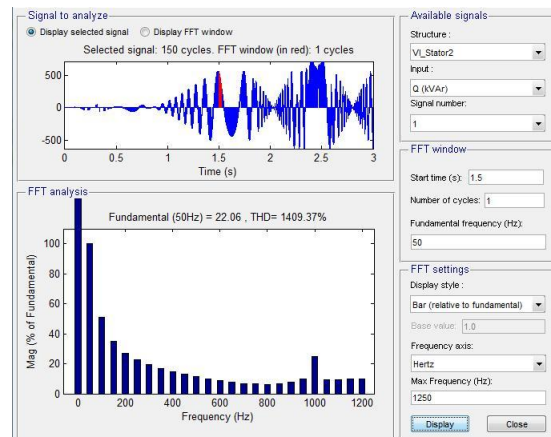 Signal to analyze
Display selected signal Display FFT window
Selected signal: 150 cycles. FFT window (in red): 1 cycles
500
0
-500
0 0.5 1 1.5 2 2.5 3
Time (s)
FFT analysis
Fundamental (50Hz) = 22.06 , THD= 1409.37%
100
80
60
40
20
0
Mag (% of Fundamental)
0 200 400 600 800 1000 1200
Frequency (Hz)
Available signals
Structure :
VI_Stator2
Input :
Q (kVAr)
Signal number:
1
FFT window
Start time (s): 1.5
Number of cycles: 1
Fundamental frequency (Hz):
50
FFT settings
Display style :
Bar (relative to fundamental)
Base value: 1.0
Frequency axis:
Hertz
Max Frequency (Hz):
1250
Display Close